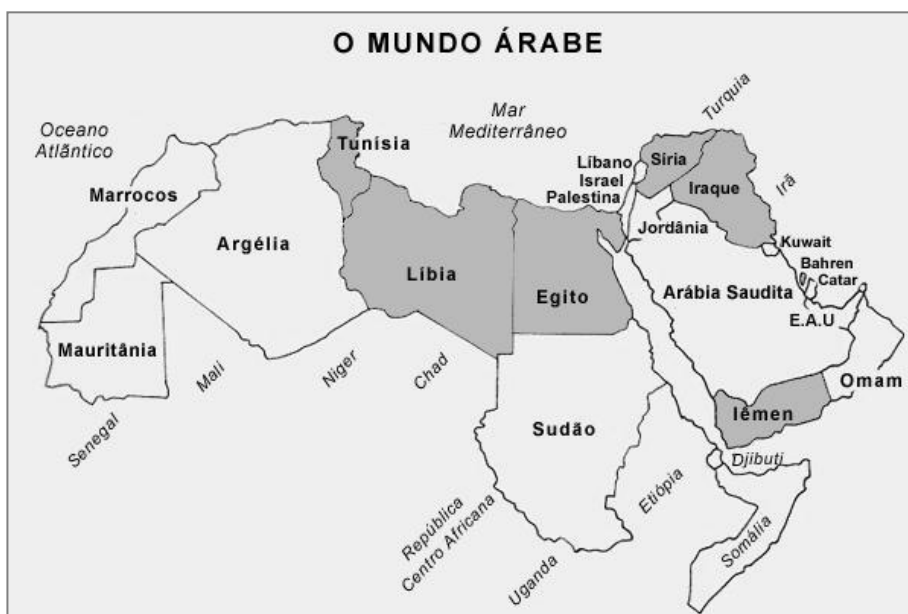 O MUNDO ÁRABE
Oceano
Atlântico
Mar
Mediterrâneo
Turquia
Tunísia
Marrocos
Argélia
Líbia
Egito
Líbano
Israel
Palestina
Síria
Iraque
Irã
Jordânia
Kuwait
Bahren
Catar
Arábia Saudita
E.A.U
Omam
Iêmen
Mauritânia
Senegal
Mali
Niger
Chad
Sudão
República
Centro Africana
Uganda
Etiópia
Djibuti
Somália